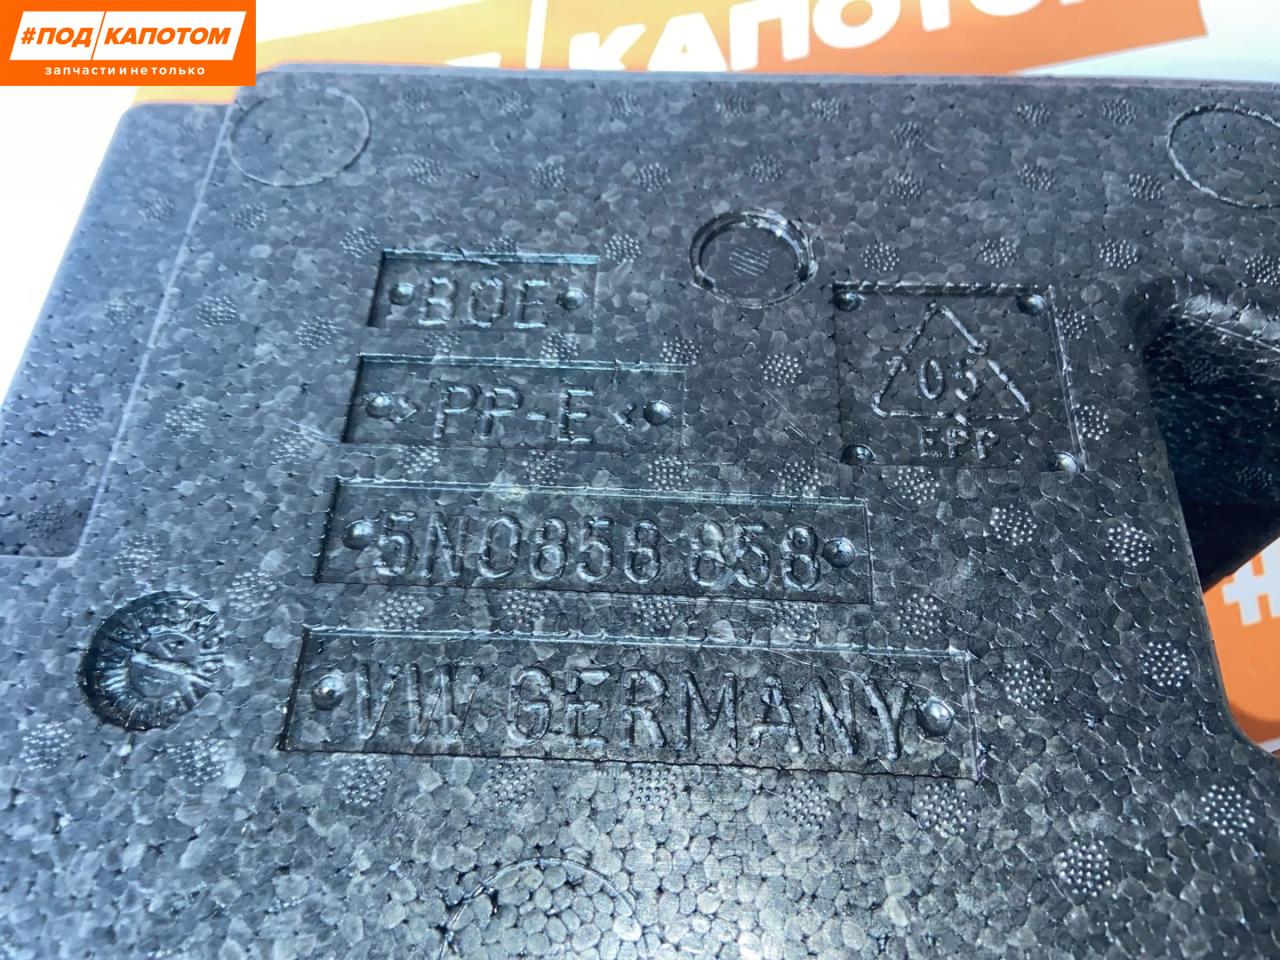 #ПОД КАПОТОМ
запчасти и не только
КАПОТОМ
BOE
>PP-E<
05
EPP
5N0858 858
VW.GERMANY